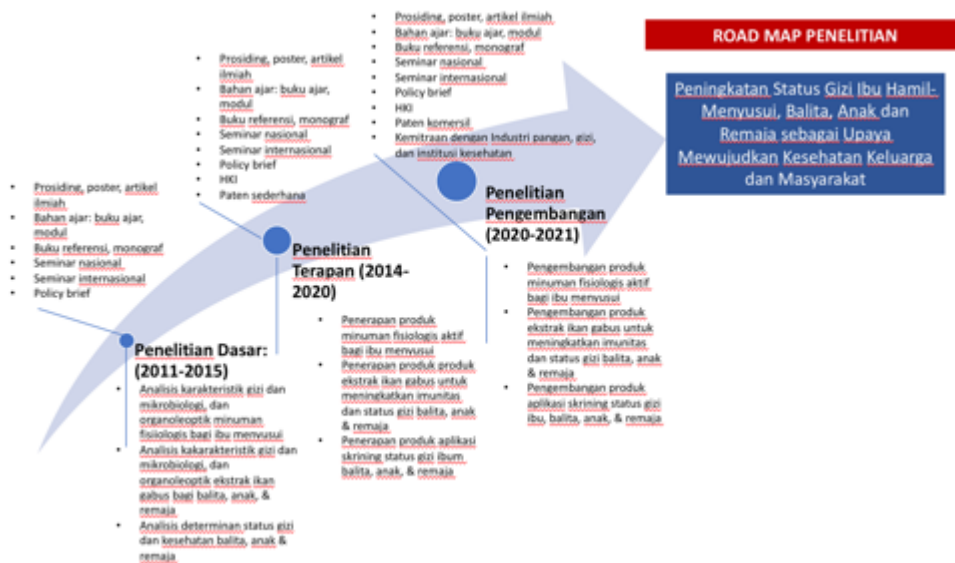 ROAD MAP PENELITIAN
Peningkatan Status Gizi Ibu Hamil-
Menyusui, Balita, Anak dan
Remaja sebagai Upaya
Mewujudkan Kesehatan Keluarga
dan Masyarakat
• Prosiding, poster, artikel
ilmiah
• Bahan ajar: buku ajar,
modul
• Buku referensi, monograf
• Seminar nasional
• Seminar internasional
• Policy brief
Penelitian Dasar:
(2011-2015)
• Analisis karakteristik gizi dan
mikrobiologi, dan
organoleptik minuman
fisiiologis bagi ibu menyusui
• Analisis kakarakteristik gizi dan
mikrobiologi, dan
organoleptik ekstrak ikan
gabus bagi balita, anak, &
remaja
• Analisis determinan status gizi
dan kesehatan balita, anak &
remaja
• Prosiding, poster, artikel
ilmiah
• Bahan ajar: buku ajar,
modul
• Buku referensi, monograf
• Seminar nasional
• Seminar internasional
• Policy brief
• HKI
• Paten sederhana
Penelitian
Terapan (2014-
2020)
• Penerapan produk
minuman fisiologis aktif
bagi ibu menyusui
• Penerapan produk produk
ekstrak ikan gabus untuk
meningkatkan imunitas
dan status gizi balita, anak
& remaja
• Penerapan produk aplikasi
skrining status gizi ibum
balita, anak, & remaja
• Prosiding, poster, artikel ilmiah
• Bahan ajar: buku ajar, modul
• Buku referensi, monograf
• Seminar nasional
• Seminar internasional
• Policy brief
• HKI
• Paten komersil
• Kemitraan dengan Industri pangan, gizi,
dan institusi kesehatan
Penelitian
Pengembangan
(2020-2021)
• Pengembangan produk
minuman fisiologis aktif
bagi ibu menyusui
• Pengembangan produk
ekstrak ikan gabus untuk
meningkatkan imunitas
dan status gizi balita, anak
& remaja
• Pengembangan produk
aplikasi skrining status gizi
ibu, balita, anak, & remaja